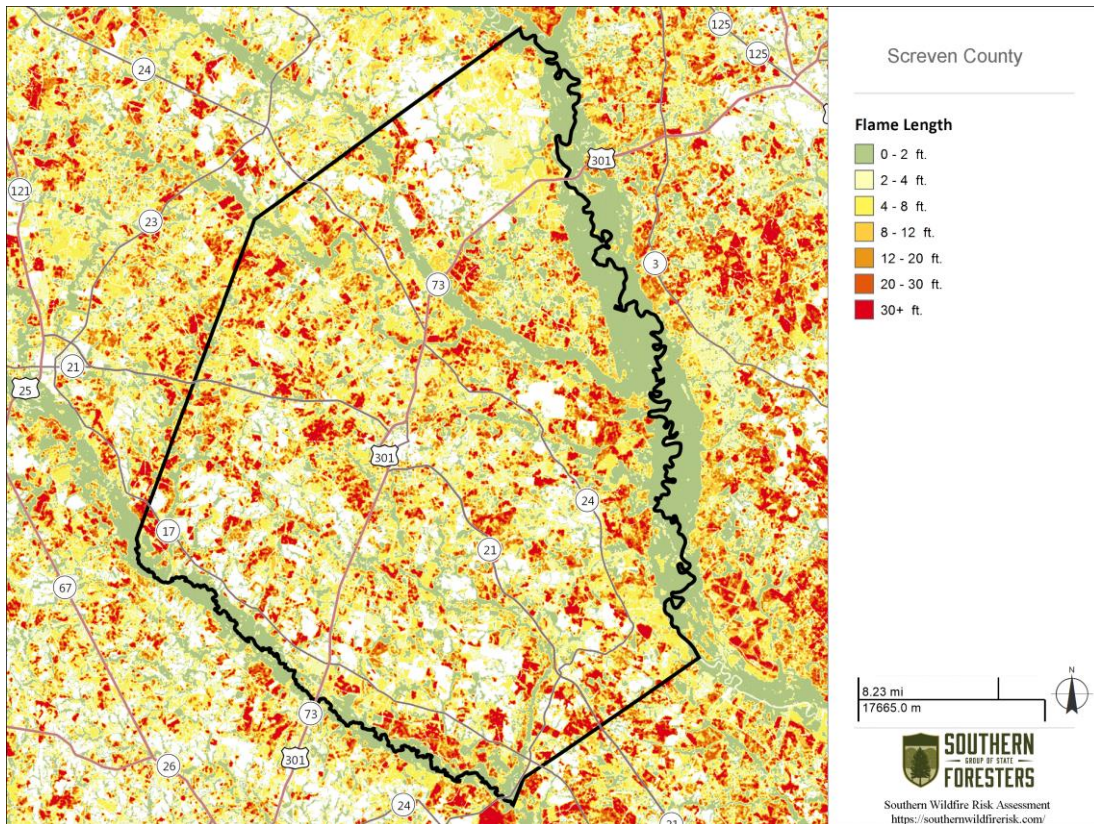 Screven County
Flame Length
0 - 2 ft.
2 - 4 ft.
4 - 8 ft.
8 - 12 ft.
12 - 20 ft.
20 - 30 ft.
30+ ft.
125
24
125
301
121
23
3
73
21
25
301
24
17
21
67
73
301
26
24
21
N
8.23 mi
17665.0 m
SOUTHERN
GROUP OF STATE
FORESTERS
Southern Wildfire Risk Assessment
https://southernwildfirerisk.com/